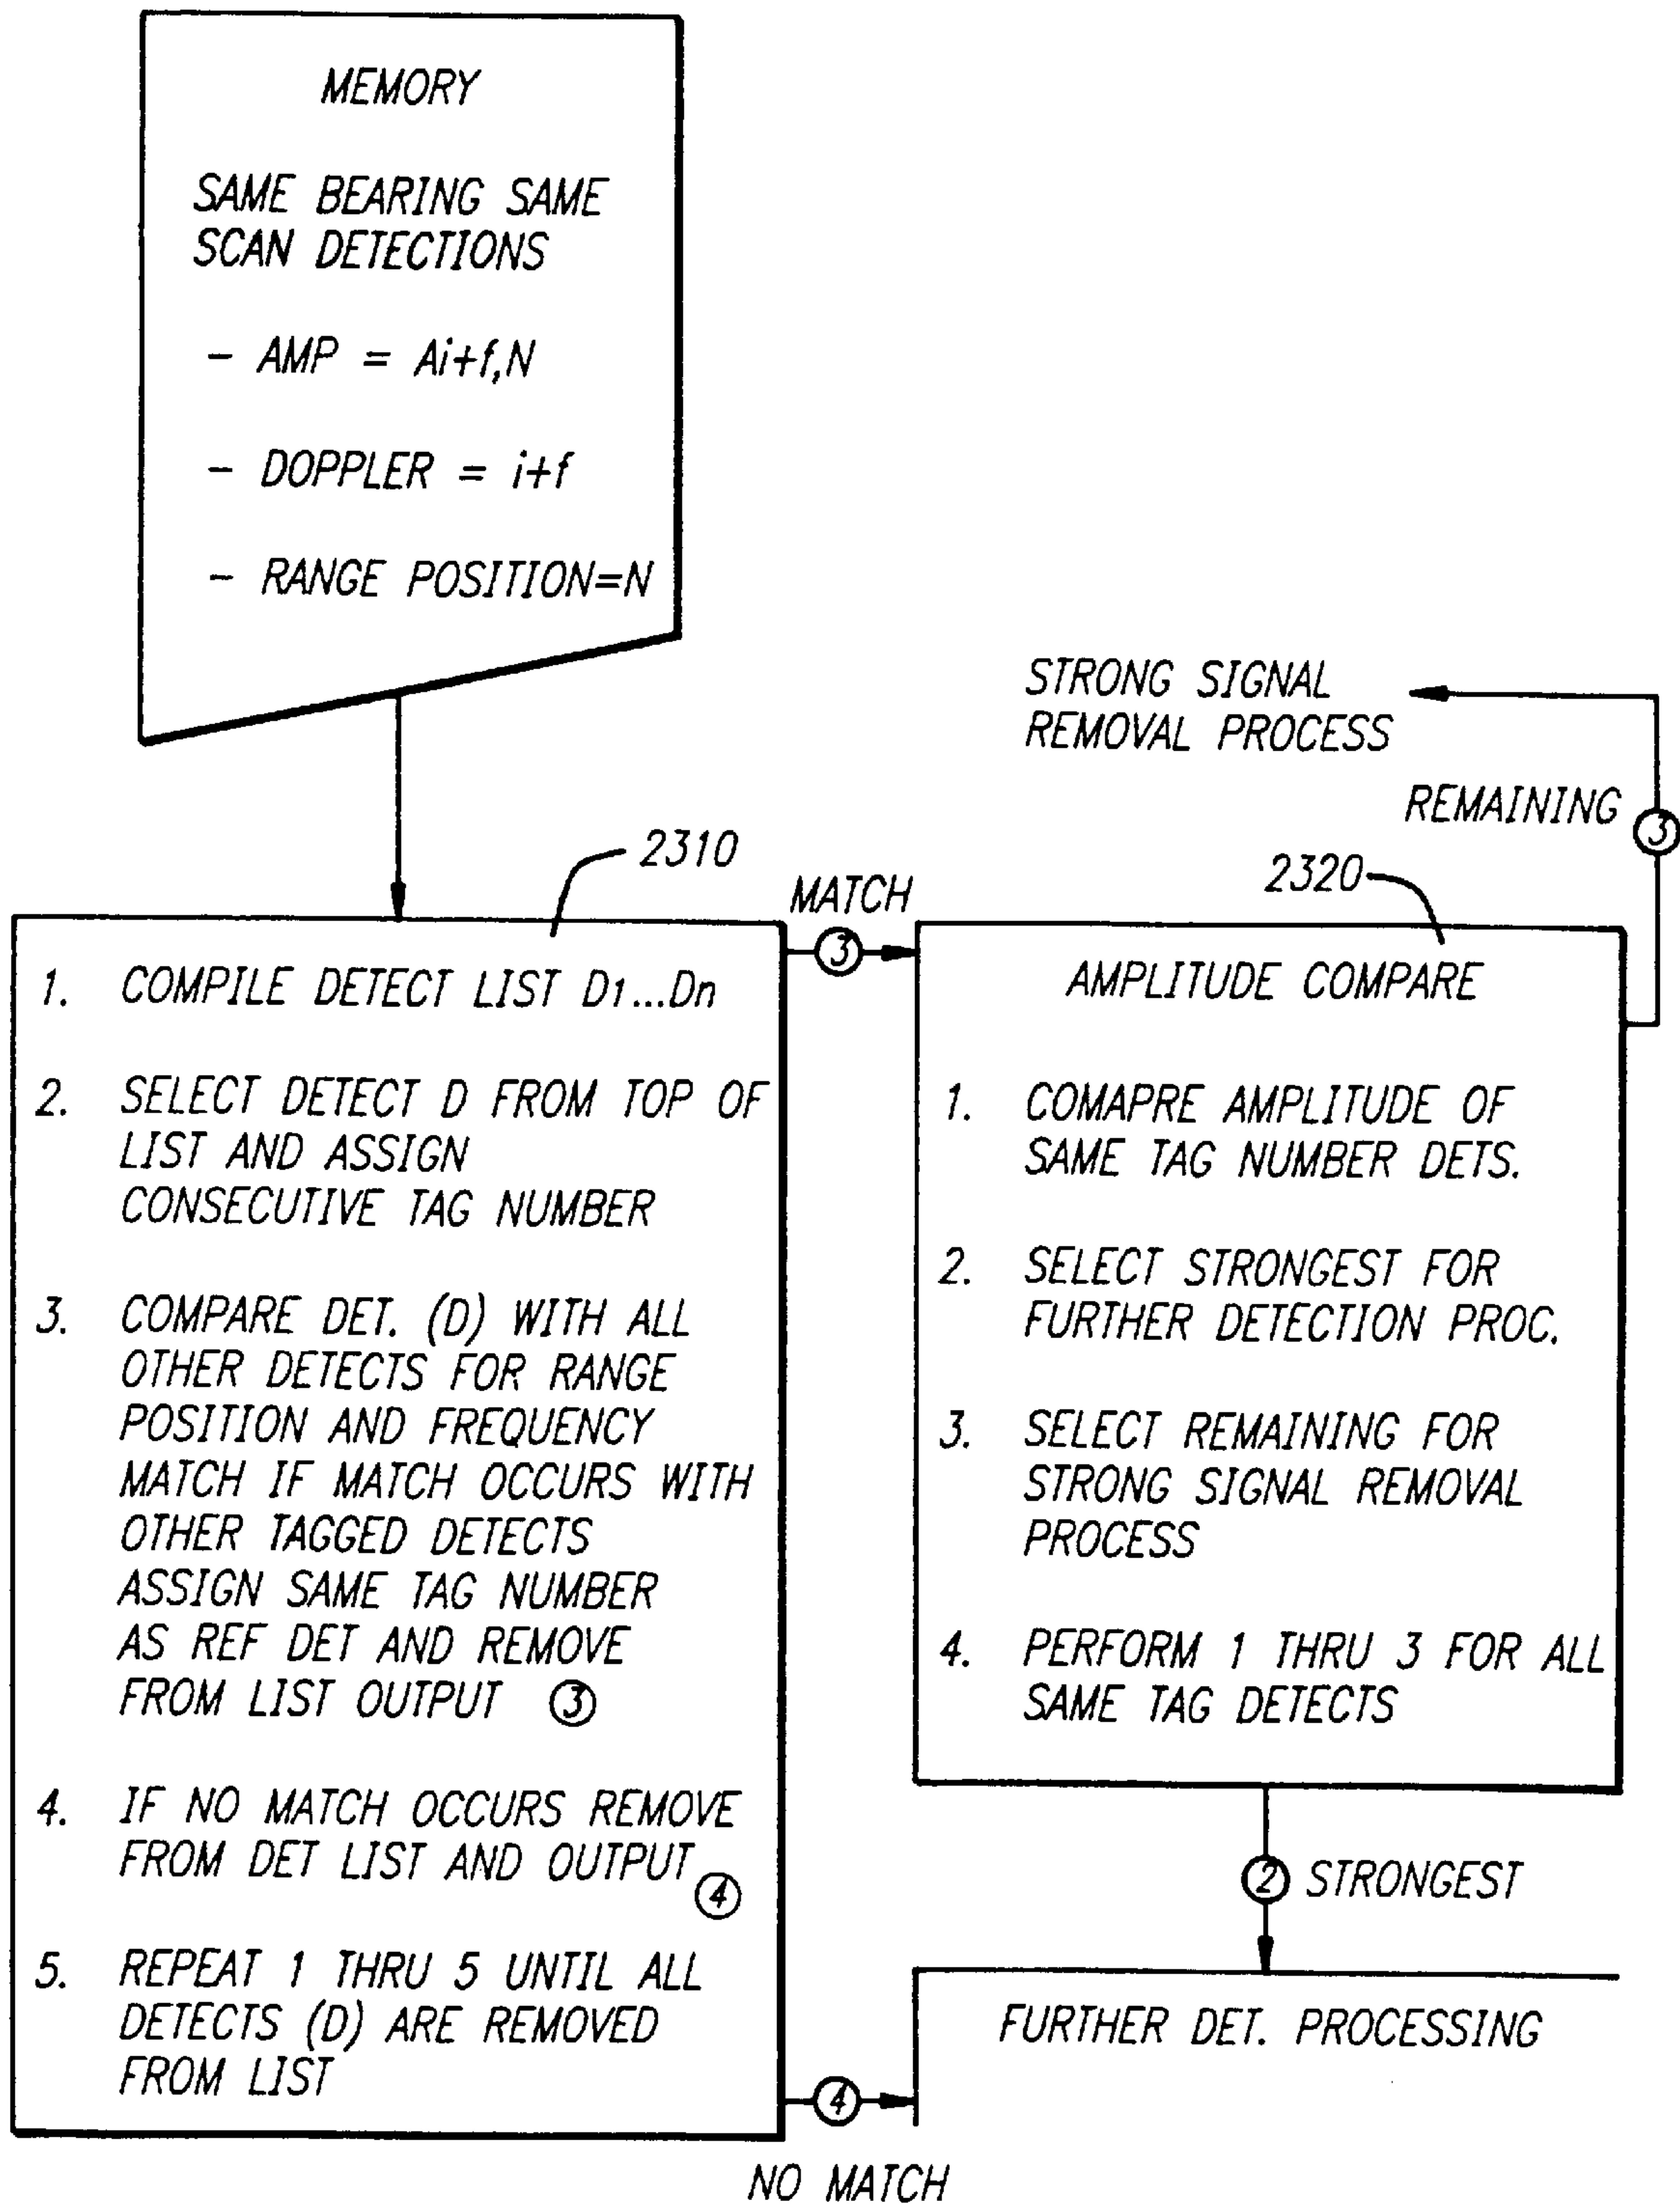 MEMORY
SAME BEARING SAME
SCAN DETECTIONS
- AMP = Ai+f,N
- DOPPLER = i+f
- RANGE POSITION=N
STRONG SIGNAL
REMOVAL PROCESS
REMAINING
3
2310
MATCH
3
2320
1. COMPILE DETECT LIST D1...Dn
2. SELECT DETECT D FROM TOP OF
LIST AND ASSIGN
CONSECUTIVE TAG NUMBER
3. COMPARE DET. (D) WITH ALL
OTHER DETECTS FOR RANGE
POSITION AND FREQUENCY
MATCH IF MATCH OCCURS WITH
OTHER TAGGED DETECTS
ASSIGN SAME TAG NUMBER
AS REF DET AND REMOVE
FROM LIST OUTPUT 3
4. IF NO MATCH OCCURS REMOVE
FROM DET LIST AND OUTPUT 4
5. REPEAT 1 THRU 5 UNTIL ALL
DETECTS (D) ARE REMOVED
FROM LIST
AMPLITUDE COMPARE
1. COMAPRE AMPLITUDE OF
SAME TAG NUMBER DETS.
2. SELECT STRONGEST FOR
FURTHER DETECTION PROC.
3. SELECT REMAINING FOR
STRONG SIGNAL REMOVAL
PROCESS
4. PERFORM 1 THRU 3 FOR ALL
SAME TAG DETECTS
2 STRONGEST
FURTHER DET. PROCESSING
4
NO MATCH